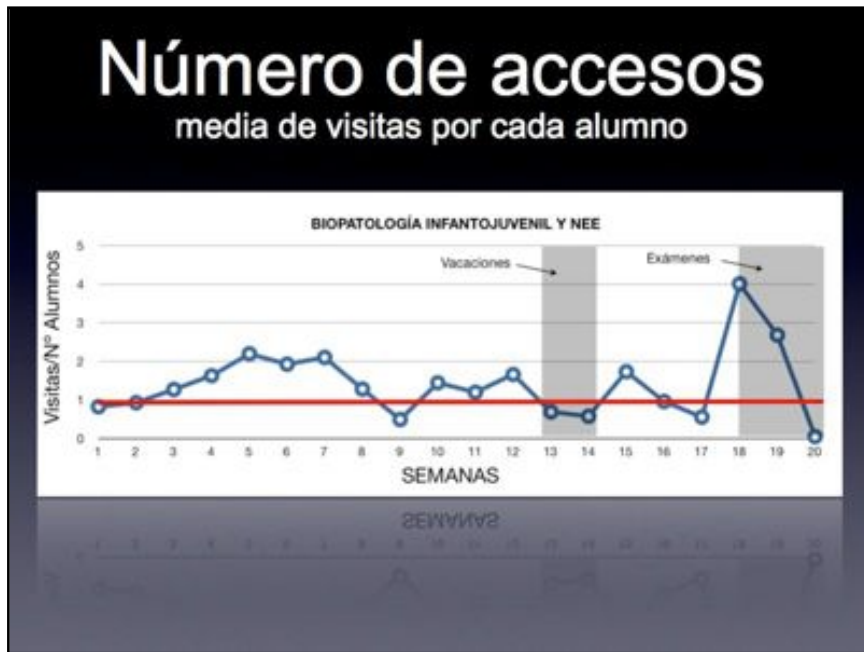 Número de accesos
media de visitas por cada alumno
BIOPATOLOGÍA INFANTOJUVENIL Y NEE
Visitas/Nº Alumnos
5
4
3
2
1
0
Vacaciones
Exámenes
1 2 3 4 5 6 7 8 9 10 11 12 13 14 15 16 17 18 19 20
SEMANAS